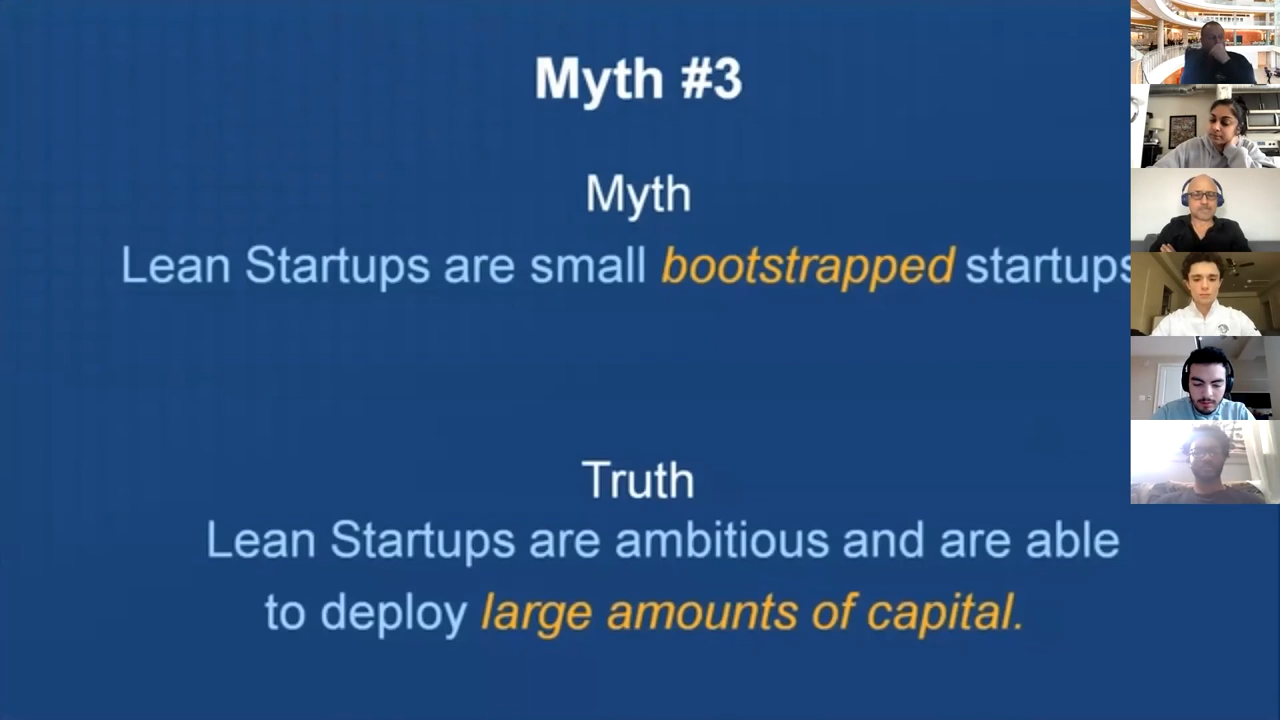 Myth #3
Myth
Lean Startups are small bootstrapped startups
Truth
Lean Startups are ambitious and are able
to deploy large amounts of capital.